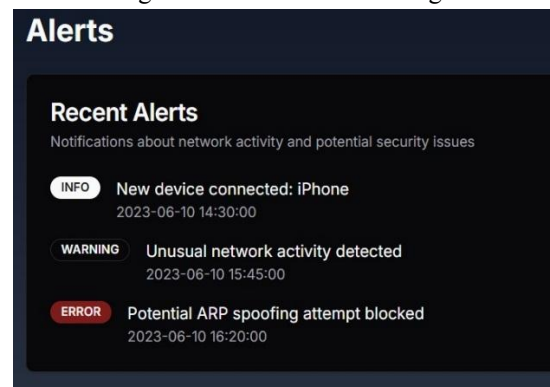 Alerts
Recent Alerts
Notifications about network activity and potential security issues
INFO New device connected: iPhone
2023-06-10 14:30:00
WARNING Unusual network activity detected
2023-06-10 15:45:00
ERROR Potential ARP spoofing attempt blocked
2023-06-10 16:20:00